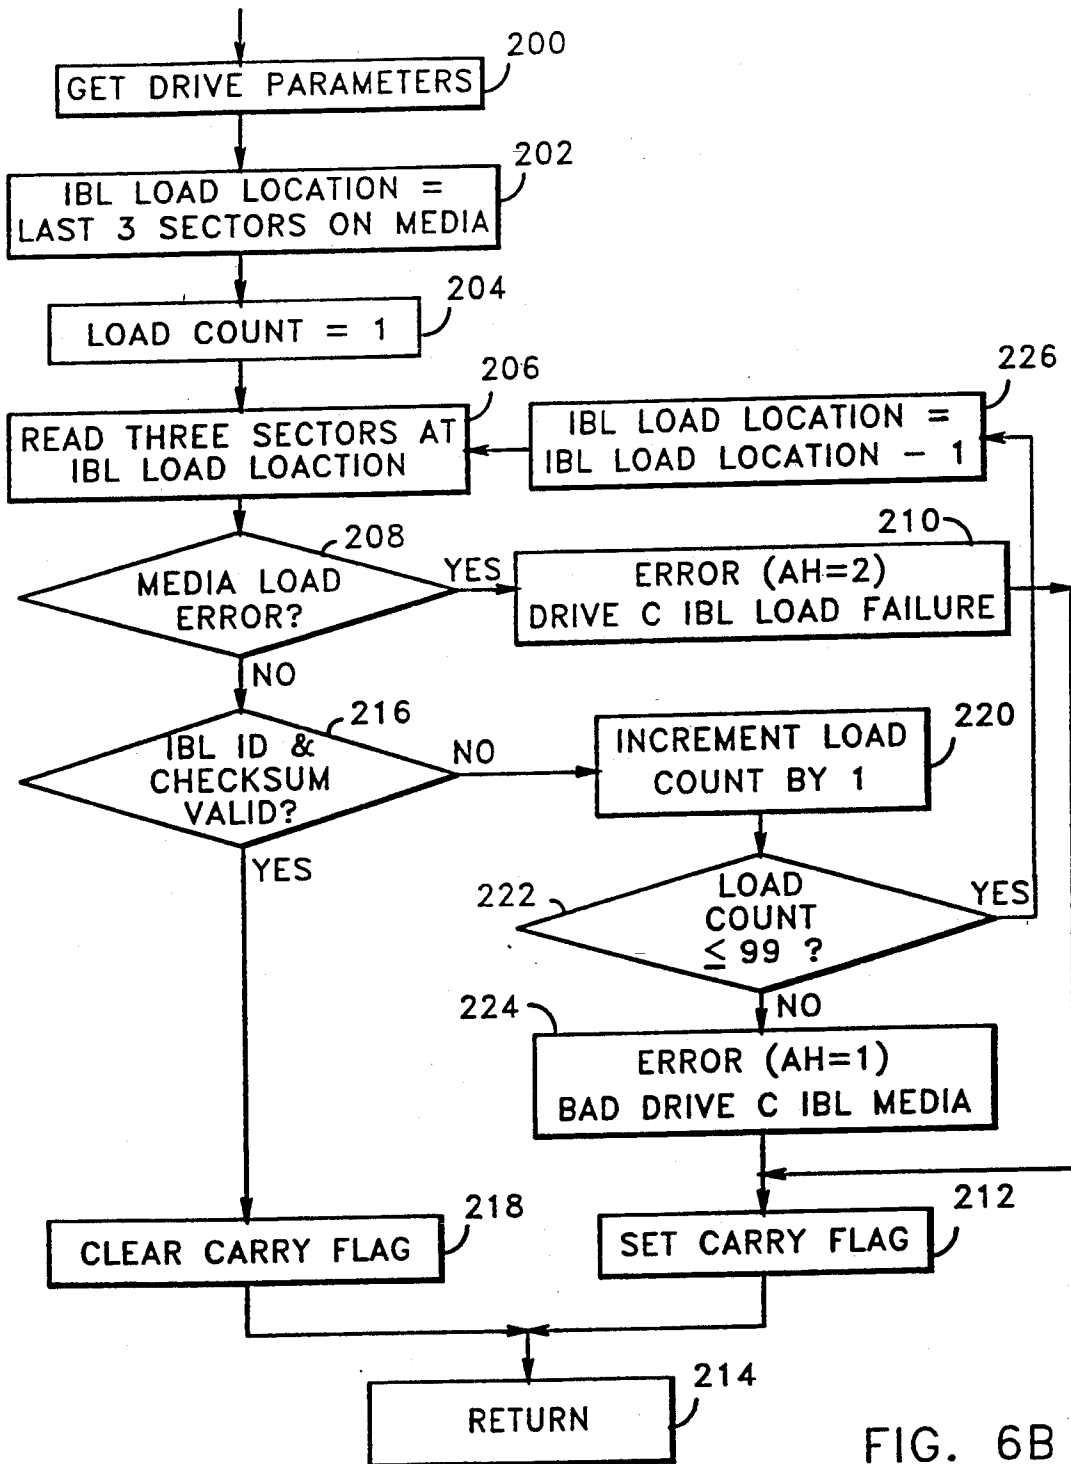 200
GET DRIVE PARAMETERS
202
IBL LOAD LOCATION =
LAST 3 SECTORS ON MEDIA
204
LOAD COUNT = 1
206
READ THREE SECTORS AT
IBL LOAD LOACTION
226
IBL LOAD LOCATION =
IBL LOAD LOCATION - 1
208
MEDIA LOAD
ERROR?
YES
210
ERROR (AH=2)
DRIVE C IBL LOAD FAILURE
NO
216
IBL ID &
CHECKSUM
VALID?
NO
220
INCREMENT LOAD
COUNT BY 1
YES
222
LOAD
COUNT
≤ 99 ?
YES
NO
224
ERROR (AH=1)
BAD DRIVE C IBL MEDIA
218
CLEAR CARRY FLAG
212
SET CARRY FLAG
214
RETURN
FIG. 6B